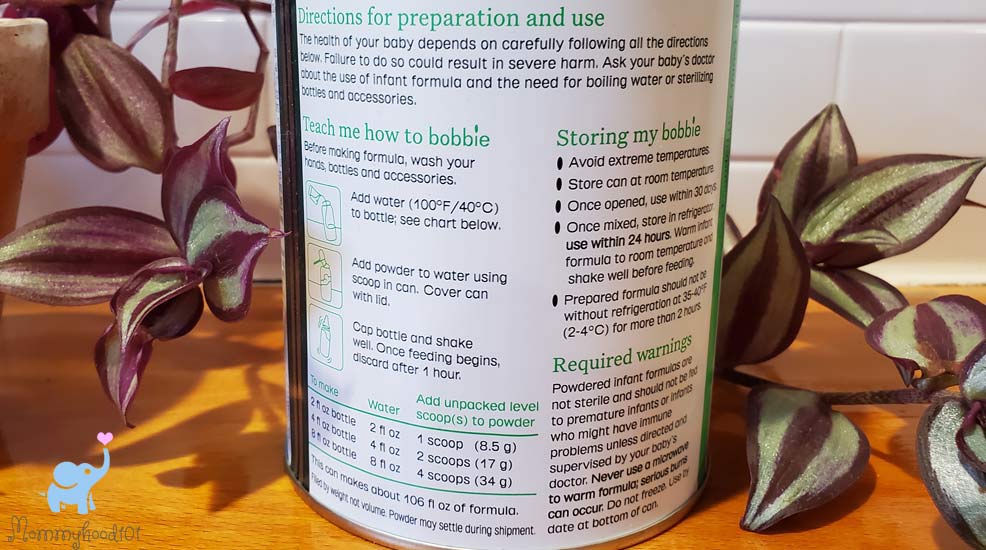 Directions for preparation and use
The health of your baby depends on carefully following all the directions
below. Failure to do so could result in severe harm. Ask your baby's doctor
about the use of infant formula and the need for boiling water or sterilizing
bottles and accessories.
Teach me how to bobbie
Before making formula, wash your
hands, bottles and accessories.
Add water (100°F/40°C)
to bottle; see chart below.
Add powder to water using
scoop in can. Cover can
with lid.
Cap bottle and shake
well. Once feeding begins,
discard after 1 hour.
To make Water Add unpacked level
scoop(s) to powder
2 fl oz bottle 2 fl oz 1 scoop (8.5 g)
4 fl oz bottle 4 fl oz 2 scoops (17 g)
8 fl oz bottle 8 fl oz 4 scoops (34 g)
This can makes about 106 fl oz of formula.
Filled by weight not volume. Powder may settle during shipment.
Storing my bobbie
Avoid extreme temperatures.
Store can at room temperature.
Once opened, use within 30 days.
Once mixed, store in refrigerator
use within 24 hours. Warm infant
formula to room temperature and
shake well before feeding.
Prepared formula should not be
without refrigeration at 35-40°F
(2-4°C) for more than 2 hours.
Required warnings
Powdered infant formulas are
not sterile and should not be fed
to premature infants or infants
who might have immune
problems unless directed and
supervised by your baby's
doctor. Never use a microwave
to warm formula; serious burns
can occur. Do not freeze. Use by
date at bottom of can.
Mommyhood101